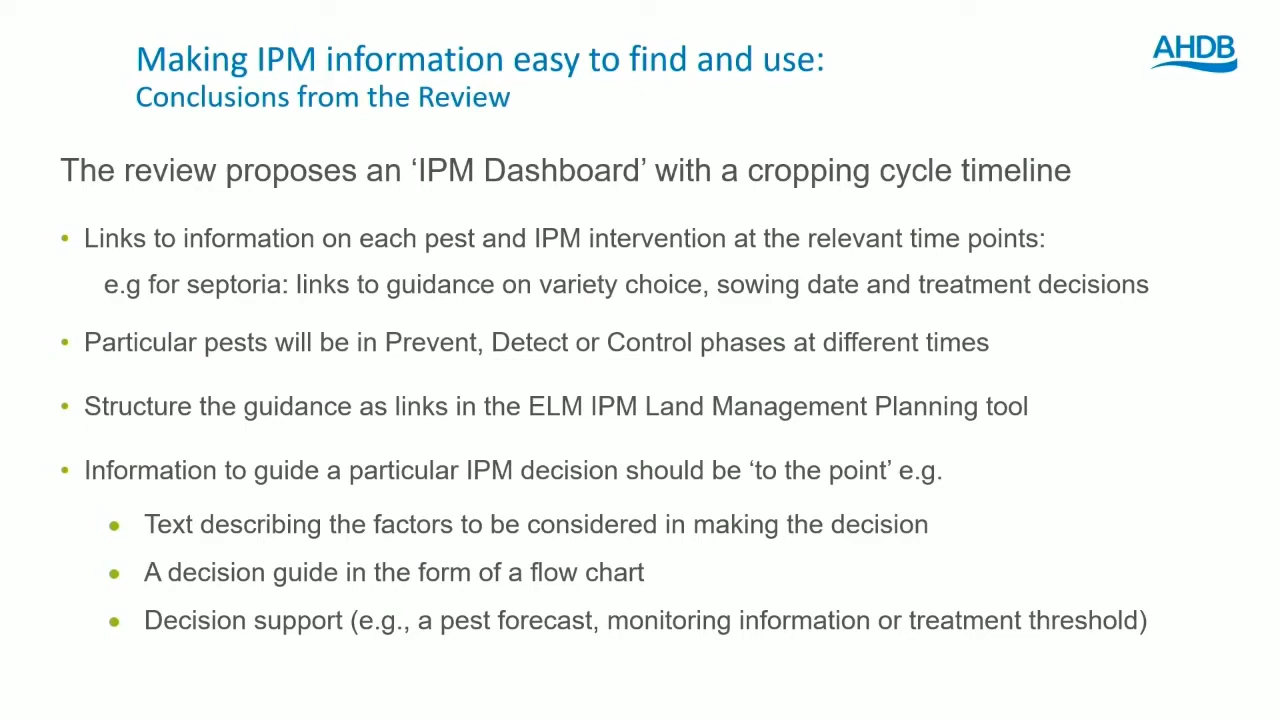 Making IPM information easy to find and use:
Conclusions from the Review
AHDB
The review proposes an ‘IPM Dashboard’ with a cropping cycle timeline
• Links to information on each pest and IPM intervention at the relevant time points:
e.g for septoria: links to guidance on variety choice, sowing date and treatment decisions
• Particular pests will be in Prevent, Detect or Control phases at different times
• Structure the guidance as links in the ELM IPM Land Management Planning tool
• Information to guide a particular IPM decision should be ‘to the point’ e.g.
• Text describing the factors to be considered in making the decision
• A decision guide in the form of a flow chart
• Decision support (e.g., a pest forecast, monitoring information or treatment threshold)